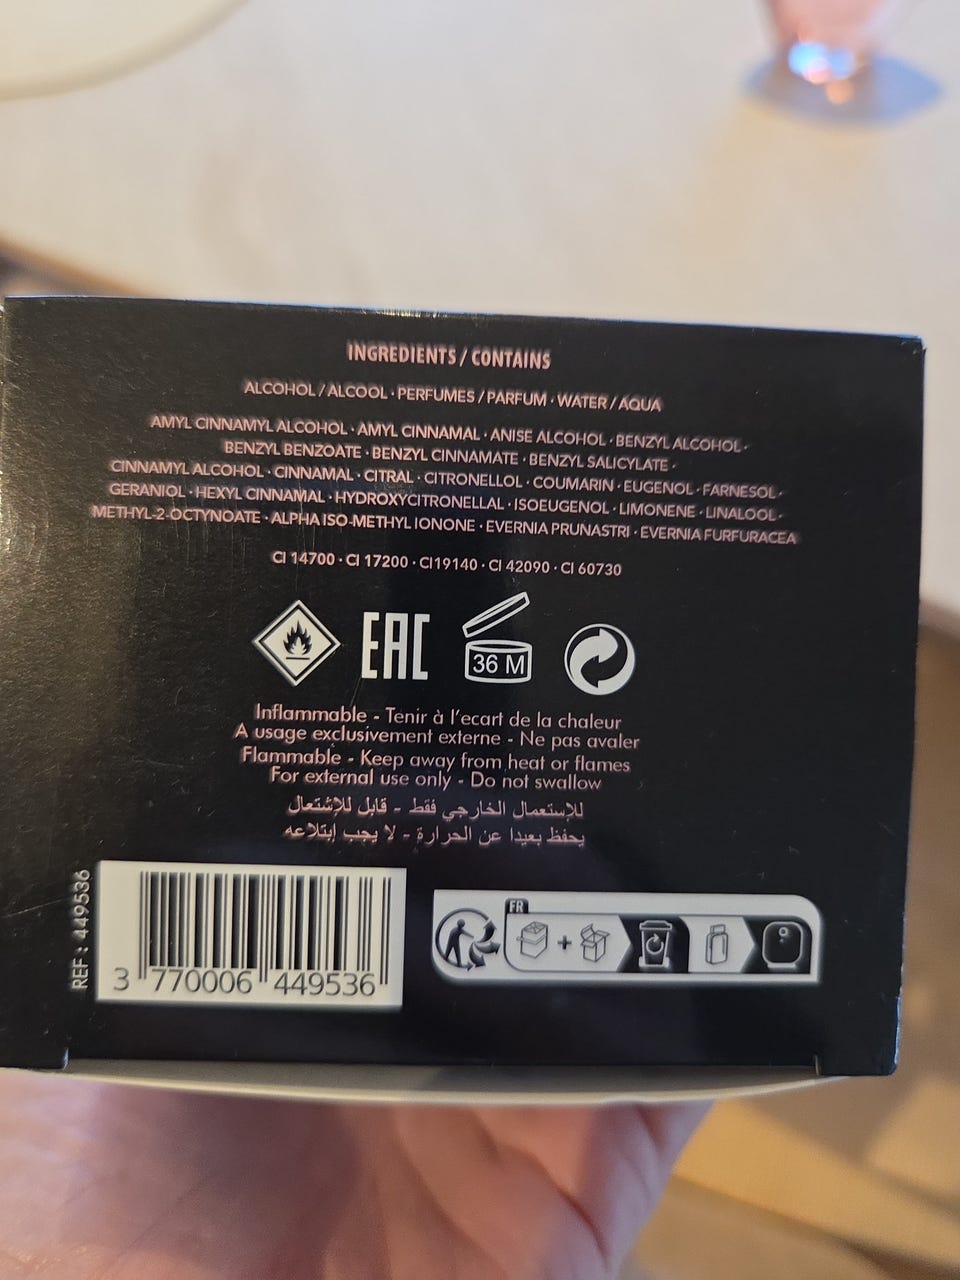 INGREDIENTS / CONTAINS
ALCOHOL / ALCOOL · PERFUMES / PARFUM · WATER / AQUA
AMYL CINNAMYL ALCOHOL · AMYL CINNAMAL · ANISE ALCOHOL · BENZYL ALCOHOL ·
BENZYL BENZOATE · BENZYL CINNAMATE · BENZYL SALICYLATE ·
CINNAMYL ALCOHOL · CINNAMAL · CITRAL · CITRONELLOL · COUMARIN · EUGENOL · FARNESOL ·
GERANIOL · HEXYL CINNAMAL · HYDROXYCITRONELLAL · ISOEUGENOL · LIMONENE · LINALOOL ·
METHYL-2-OCTYNOATE · ALPHA ISO-METHYL IONONE · EVERNIA PRUNASTRI · EVERNIA FURFURACEA
CI 14700 · CI 17200 · CI19140 · CI 42090 · CI 60730
EAC
36 M
Inflammable - Tenir à l'ecart de la chaleur
A usage exclusivement externe - Ne pas avaler
Flammable - Keep away from heat or flames
For external use only - Do not swallow
للإستعمال الخارجي فقط - قابل للإشتعال
يحفظ بعيدا عن الحرارة - لا يجب إبتلاعه
REF : 449536
3 770006 449536
FR
+